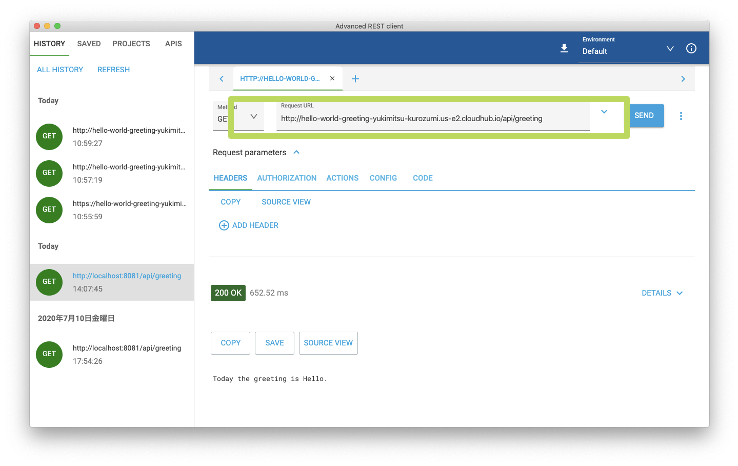 Advanced REST client
HISTORY SAVED PROJECTS APIS
Environment
Default
ALL HISTORY REFRESH
HTTP://HELLO-WORLD-G...
Today
GET http://hello-world-greeting-yukimit...
10:59:27
GET http://hello-world-greeting-yukimit...
10:57:19
GET https://hello-world-greeting-yukimi...
10:55:59
Today
GET http://localhost:8081/api/greeting
14:07:45
2020年7月10日金曜日
GET http://localhost:8081/api/greeting
17:54:26
Request URL
http://hello-world-greeting-yukimitsu-kurozumi.us-e2.cloudhub.io/api/greeting
SEND
Request parameters
HEADERS AUTHORIZATION ACTIONS CONFIG CODE
COPY SOURCE VIEW
ADD HEADER
200 OK 652.52 ms
DETAILS
COPY SAVE SOURCE VIEW
Today the greeting is Hello.